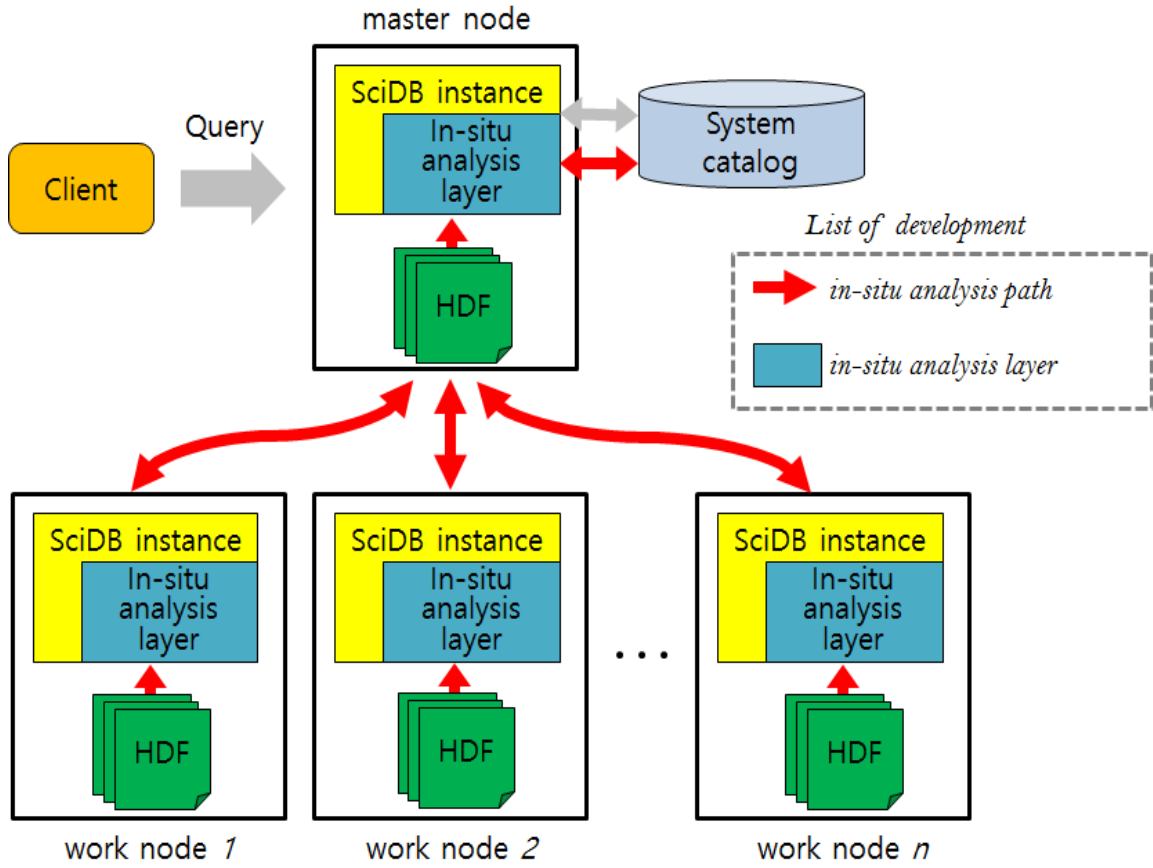 master node
SciDB instance
In-situ
analysis
layer
HDF
Query
Client
System
catalog
List of development
in-situ analysis path
in-situ analysis layer
SciDB instance
In-situ
analysis
layer
HDF
work node 1
SciDB instance
In-situ
analysis
layer
HDF
work node 2
...
SciDB instance
In-situ
analysis
layer
HDF
work node n